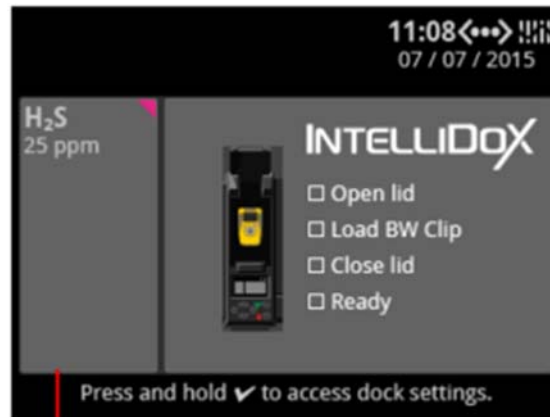 11:08
07 / 07 / 2015
H₂S
25 ppm
INTELLIDOX
☐ Open lid
☐ Load BW Clip
☐ Close lid
☐ Ready
Press and hold ✔ to access dock settings.